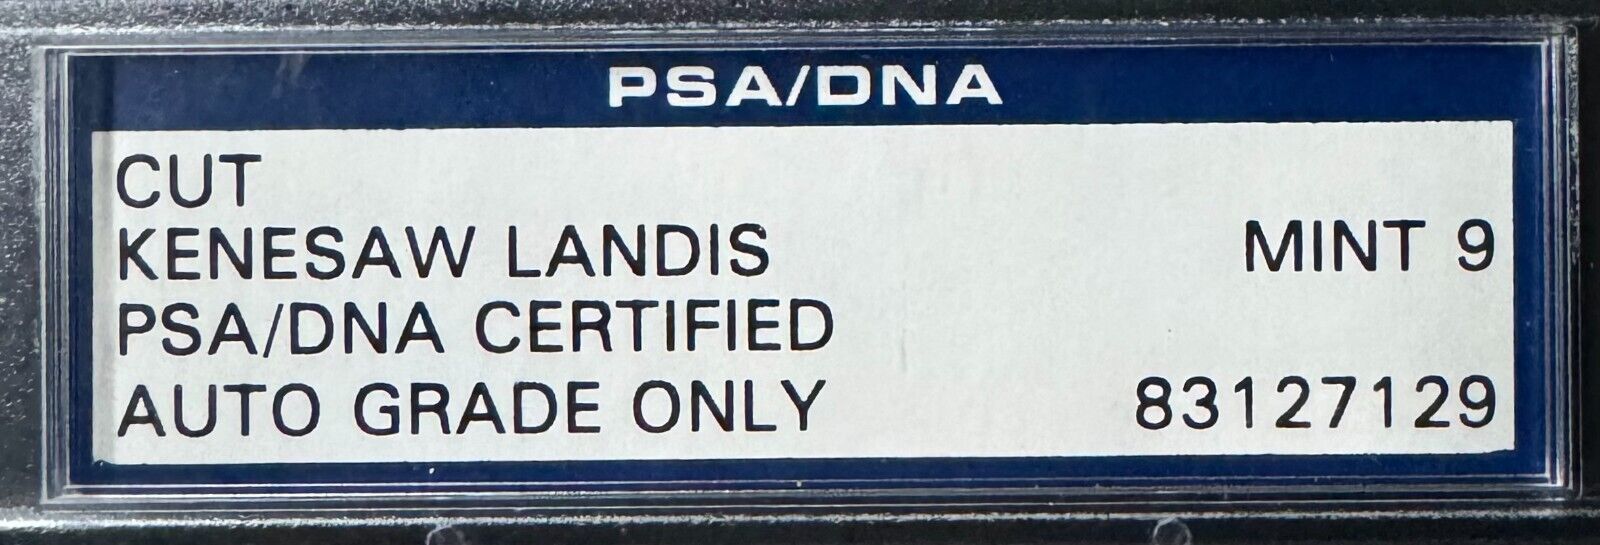 PSA/DNA
CUT
KENESAW LANDIS MINT 9
PSA/DNA CERTIFIED
AUTO GRADE ONLY 83127129